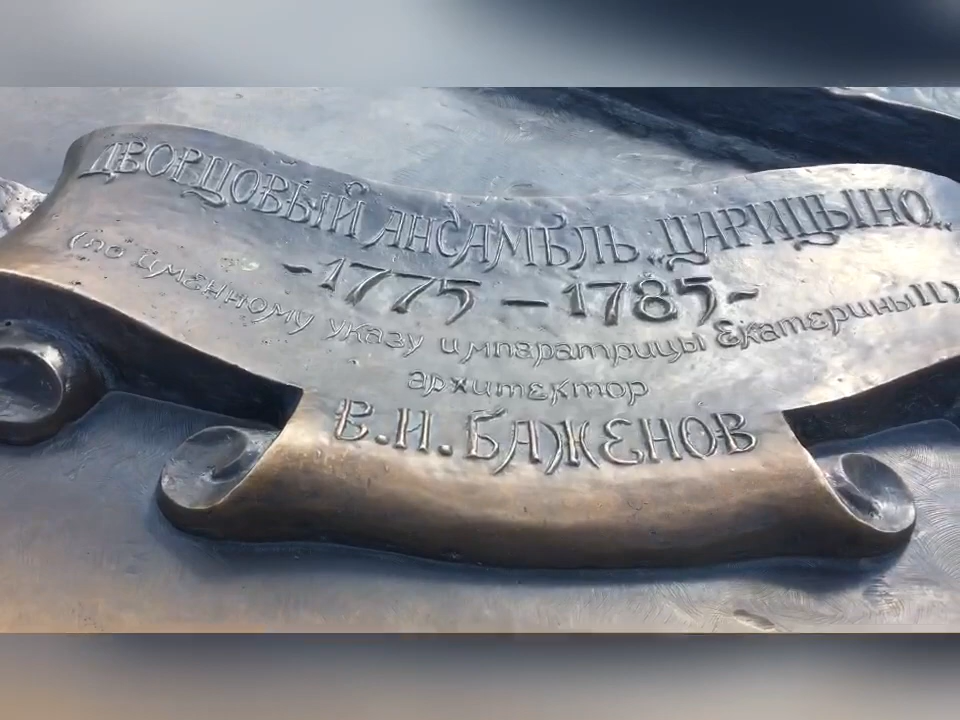 ДВОРЦОВЫЙ АНСАМБЛЬ „ЦАРИЦЫНО„
~1775 – 1785~
(по именному указу императрицы Екатерины II)
архитектор
В.И. БАЖЕНОВ